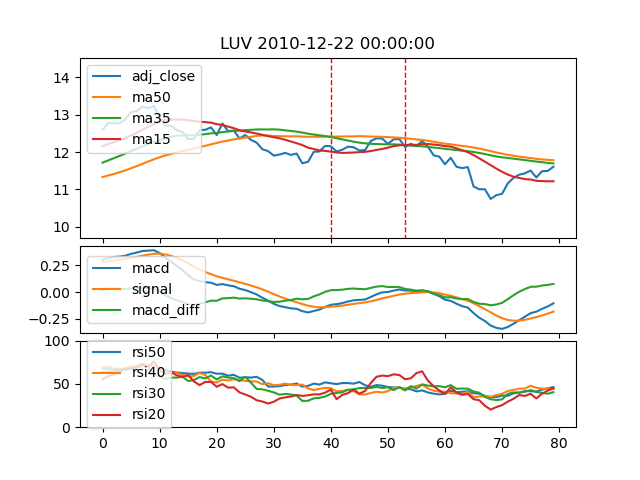 LUV 2010-12-22 00:00:00
14
13
12
11
10
adj_close
ma50
ma35
ma15
0.25
0.00
−0.25
macd
signal
macd_diff
100
50
0
rsi50
rsi40
rsi30
rsi20
0 10 20 30 40 50 60 70 80